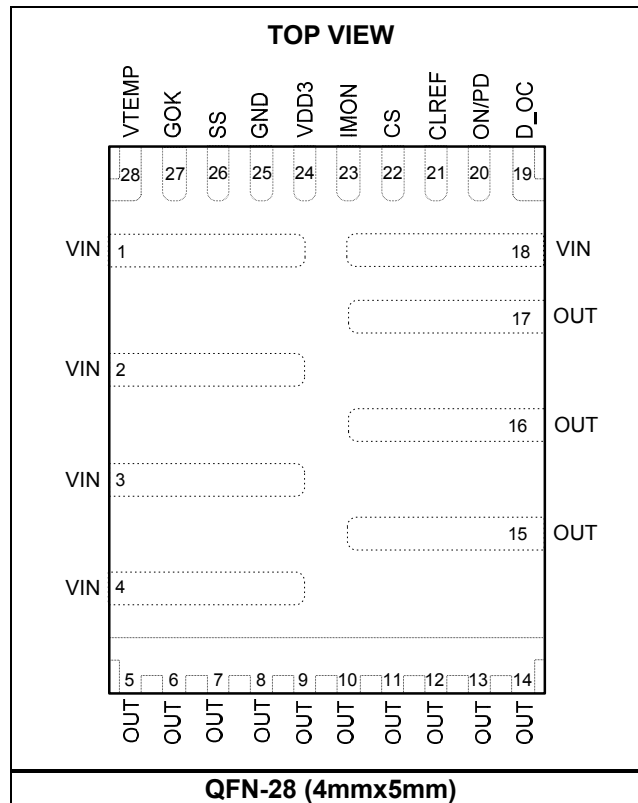 TOP VIEW
VTEMP GOK SS GND VDD3 IMON CS CLREF ON/PD D_OC
28 27 26 25 24 23 22 21 20 19
VIN 1 18 VIN
17 OUT
VIN 2
16 OUT
VIN 3
15 OUT
VIN 4
5 6 7 8 9 10 11 12 13 14
OUT OUT OUT OUT OUT OUT OUT OUT OUT OUT
QFN-28 (4mmx5mm)